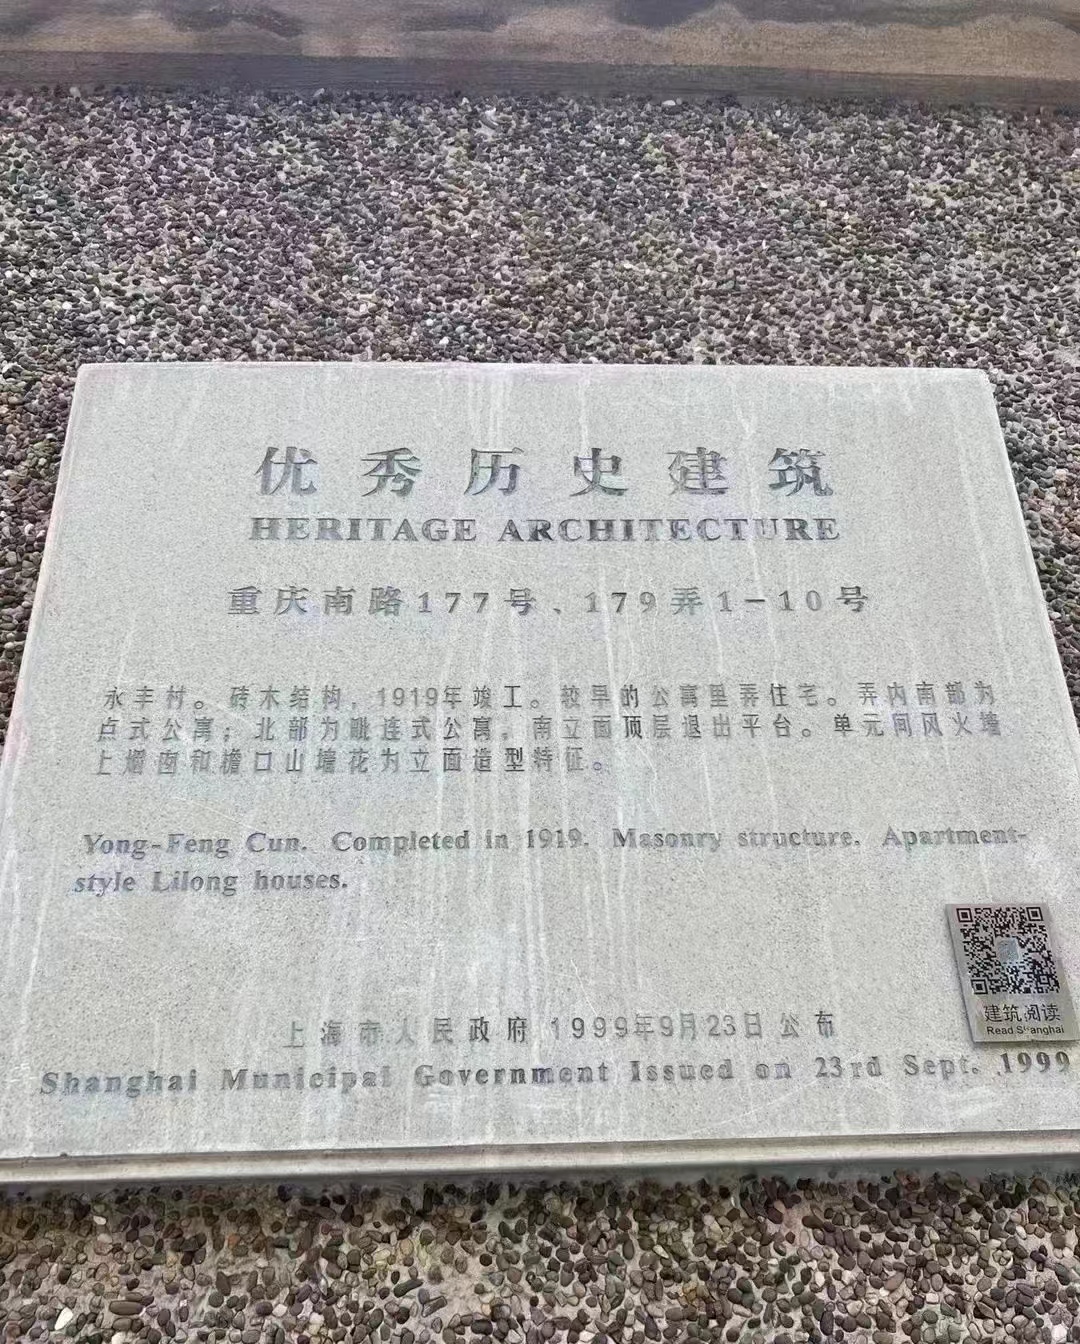 优秀历史建筑
HERITAGE ARCHITECTURE
重庆南路177号、179弄1-10号
永丰村。砖木结构，1919年竣工。较早的公寓里弄住宅。弄内南部为
点式公寓；北部为毗连式公寓，南立面顶层退出平台。单元间风火墙
上烟囱和檐口山墙花为立面造型特征。
Yong-Feng Cun. Completed in 1919. Masonry structure. Apartment-
style Lilong houses.
建筑阅读
Read Shanghai
上海市人民政府 1999年9月23日公布
Shanghai Municipal Government Issued on 23rd Sept. 1999